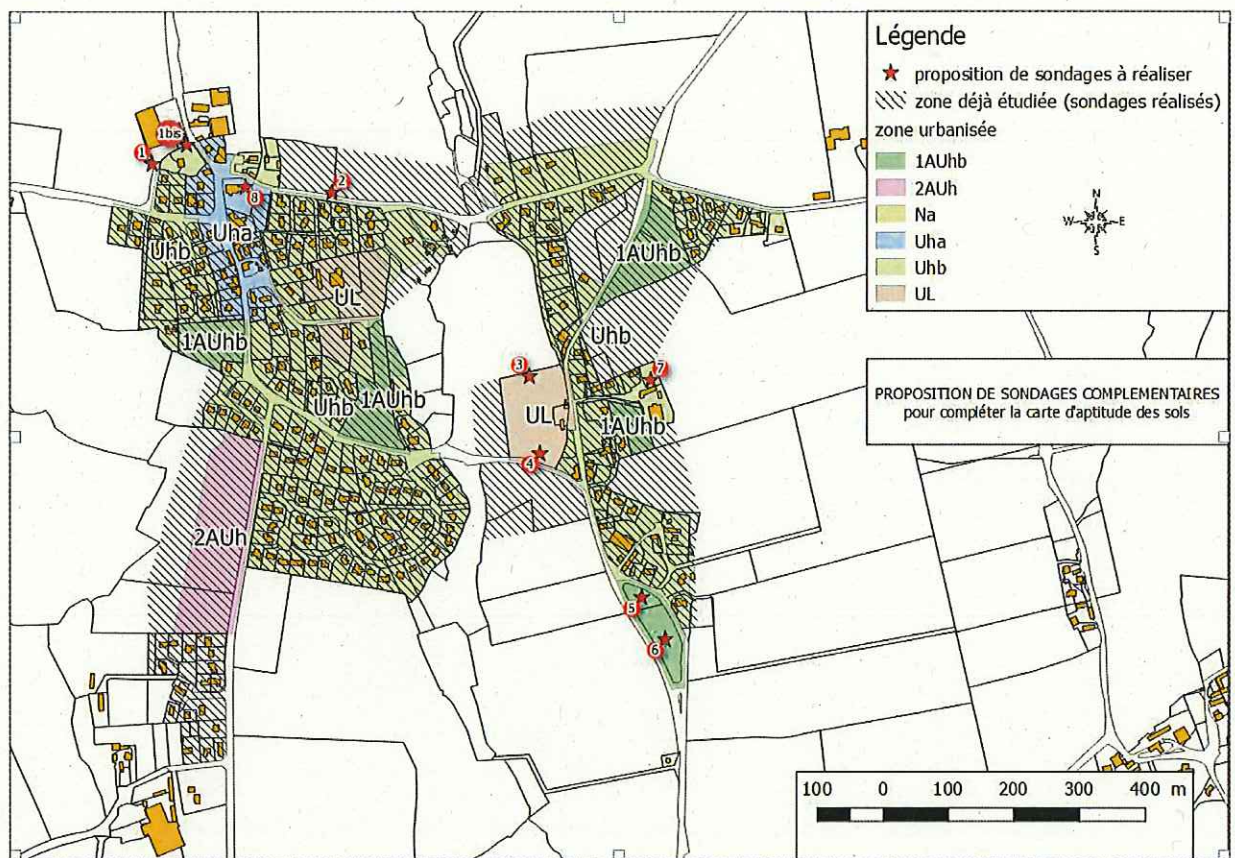 Légende
proposition de sondages à réaliser
zone déjà étudiée (sondages réalisés)
zone urbanisée
1AUhb
2AUh
Na
Uha
Uhb
UL
N
W E
S
PROPOSITION DE SONDAGES COMPLEMENTAIRES
pour compléter la carte d'aptitude des sols
1bis
1
2
8
Uha
Uhb
1AUhb
UL
1AUhb
Uhb
3
7
Uhb
1AUhb
UL
1AUhb
4
2AUh
5
6
100 0 100 200 300 400 m